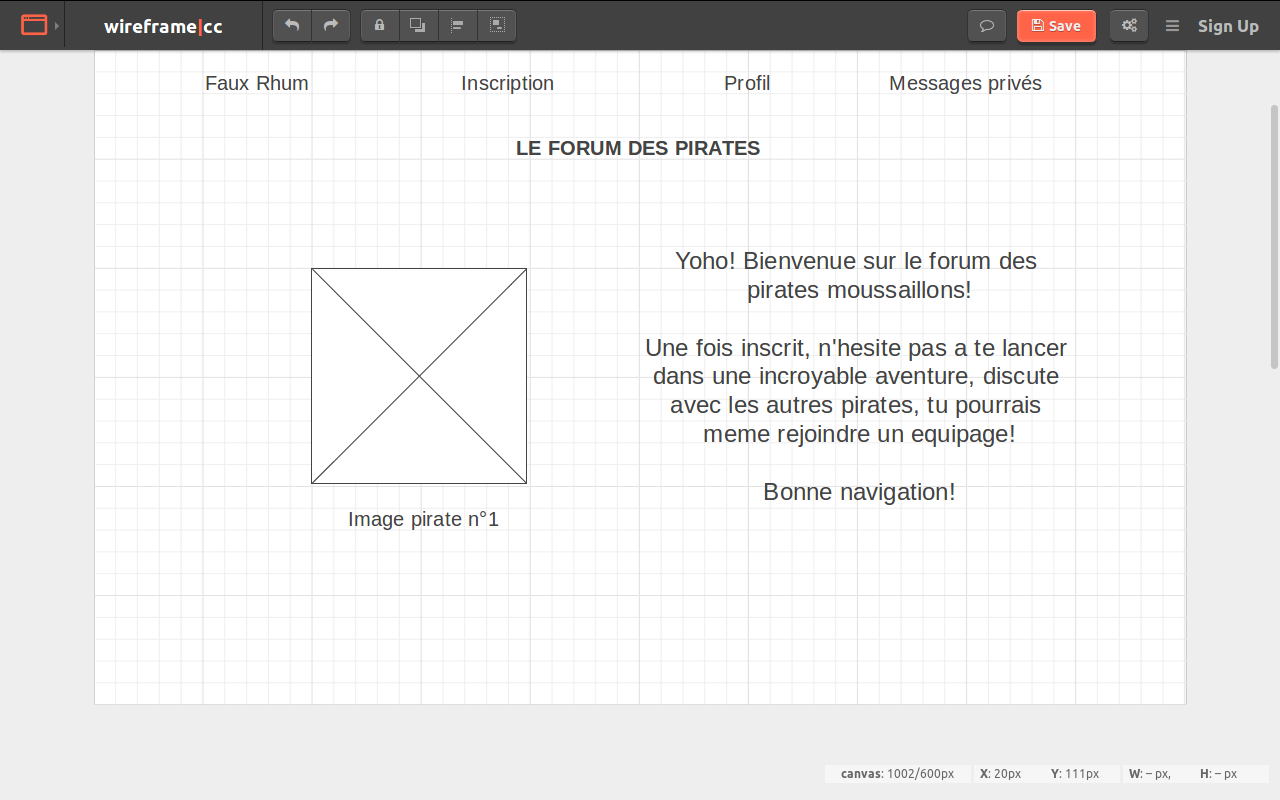 wireframe|cc
Save
Sign Up
Faux Rhum
Inscription
Profil
Messages privés
LE FORUM DES PIRATES
Yoho! Bienvenue sur le forum des
pirates moussaillons!
Une fois inscrit, n'hesite pas a te lancer
dans une incroyable aventure, discute
avec les autres pirates, tu pourrais
meme rejoindre un equipage!
Bonne navigation!
Image pirate n°1
canvas: 1002/600px
X: 20px
Y: 111px
W: – px,
H: – px